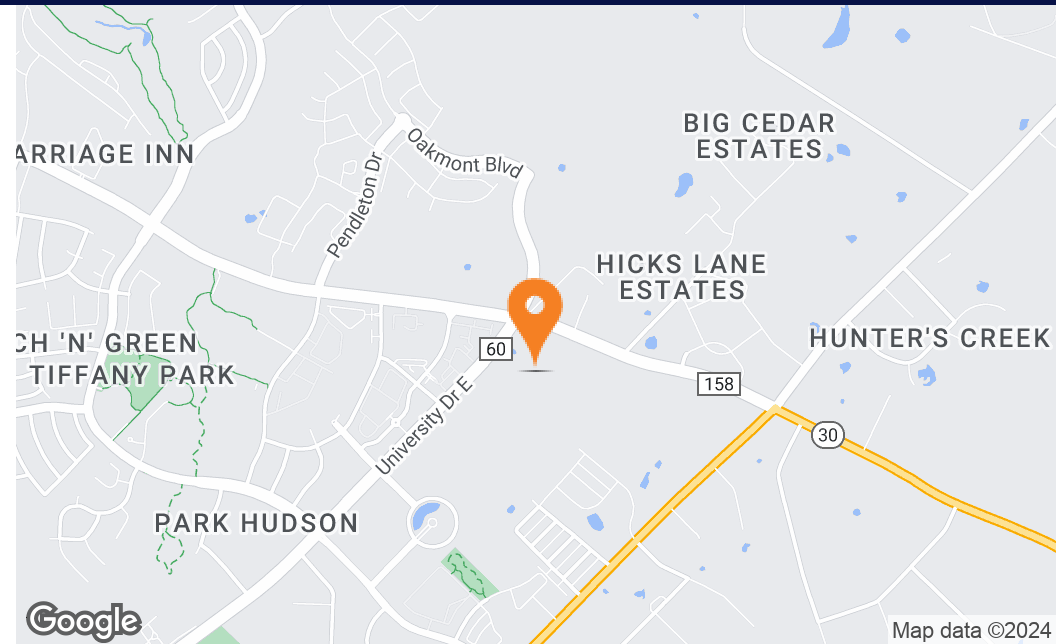 BIG CEDAR
ESTATES
ARRIAGE INN
Oakmont Blvd
Pendleton Dr
HICKS LANE
ESTATES
CH 'N' GREEN
TIFFANY PARK
60
HUNTER'S CREEK
158
University Dr E
30
PARK HUDSON
Google
Map data ©2024